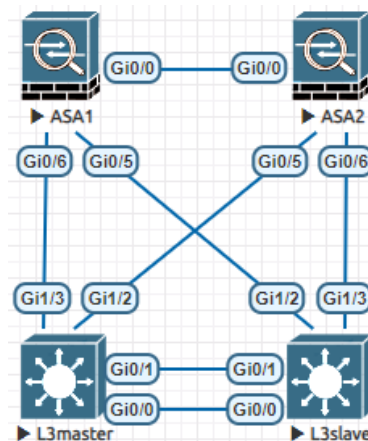 Gi0/0 Gi0/0
ASA1 ASA2
Gi0/6 Gi0/5 Gi0/5 Gi0/6
Gi1/3 Gi1/2 Gi1/2 Gi1/3
Gi0/1 Gi0/1
Gi0/0 Gi0/0
L3master L3slave